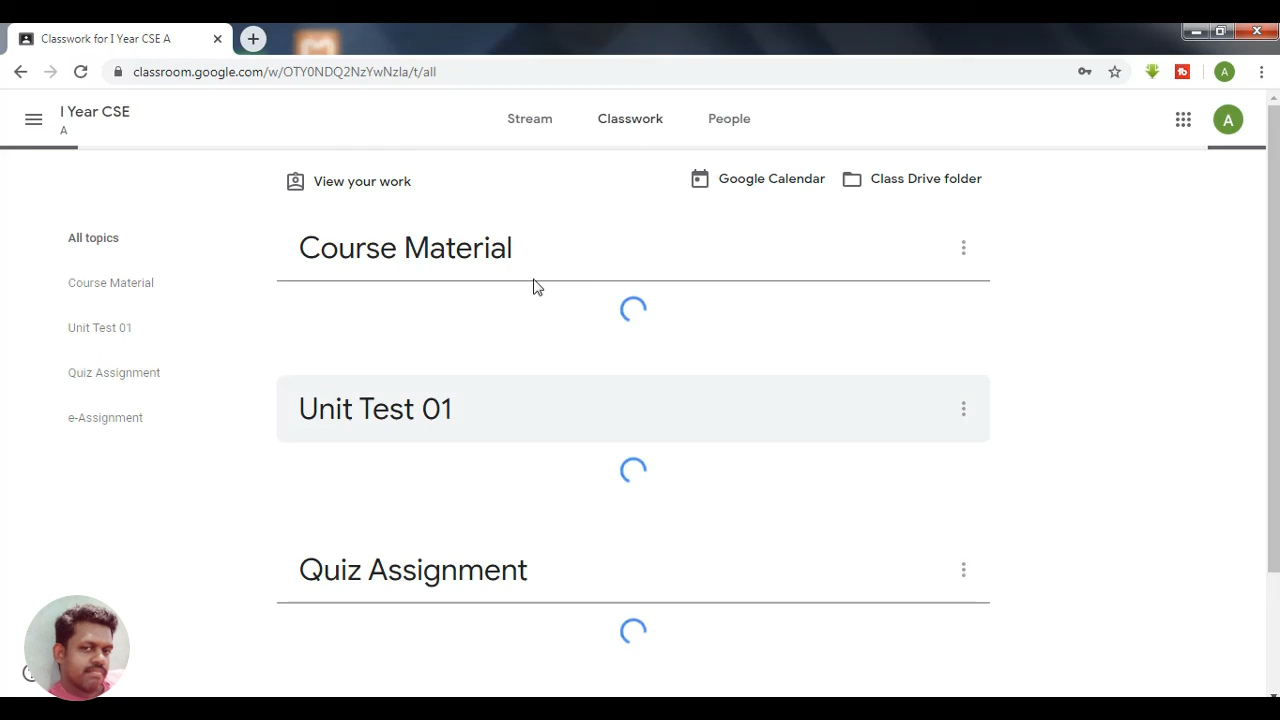 Classwork for I Year CSE A
classroom.google.com/w/OTY0NDQ2NzYwNzIa/t/all
A
I Year CSE
A
Stream
Classwork
People
A
View your work
Google Calendar
Class Drive folder
All topics
Course Material
Unit Test 01
Quiz Assignment
e-Assignment
Course Material
Unit Test 01
Quiz Assignment